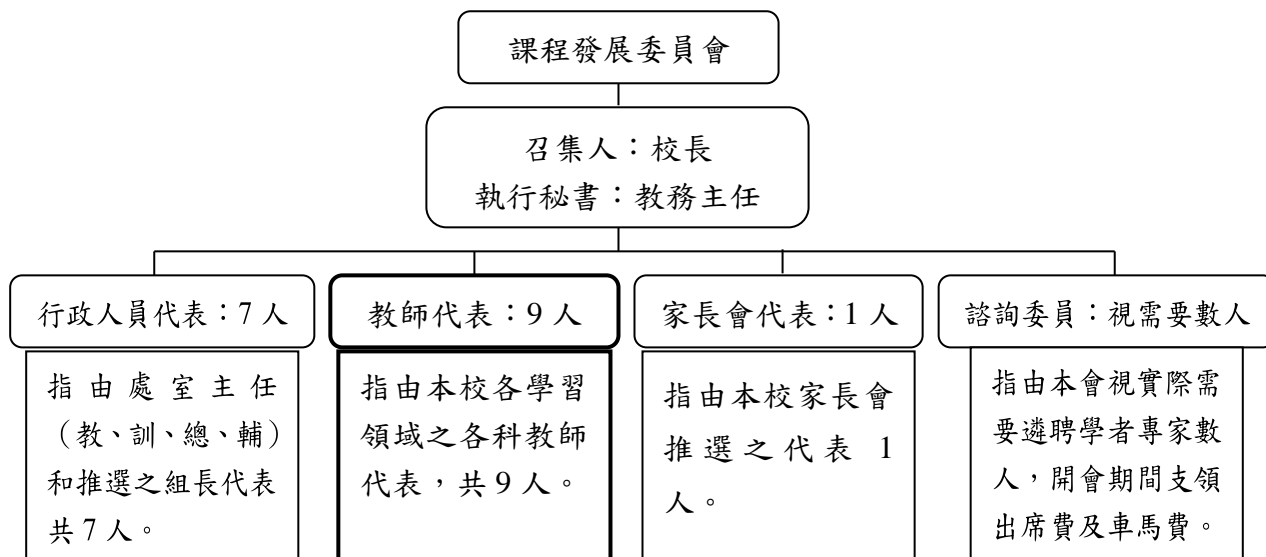 課程發展委員會
召集人：校長
執行秘書：教務主任
行政人員代表：7人
教師代表：9人
家長會代表：1人
諮詢委員：視需要數人
指由處室主任
（教、訓、總、輔）
和推選之組長代表
共7人。
指由本校各學習
領域之各科教師
代表，共9人。
指由本校家長會
推選之代表 1
人。
指由本會視實際需
要遴聘學者專家數
人，開會期間支領
出席費及車馬費。